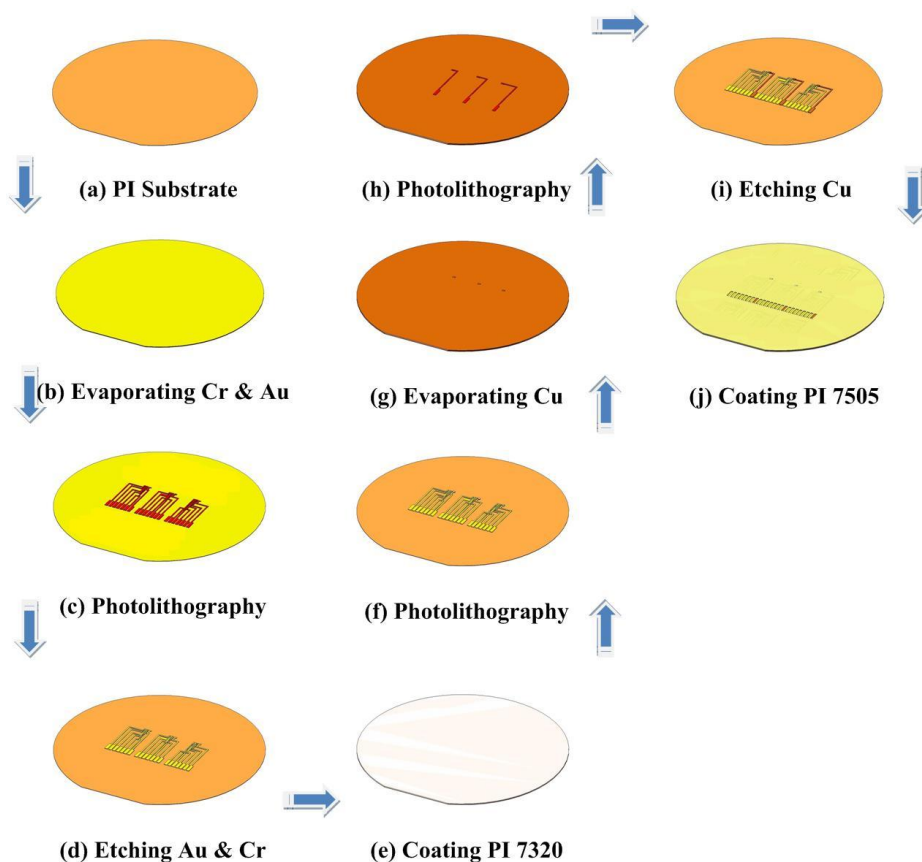 (a) PI Substrate
(h) Photolithography
(i) Etching Cu
(b) Evaporating Cr & Au
(g) Evaporating Cu
(j) Coating PI 7505
(c) Photolithography
(f) Photolithography
(d) Etching Au & Cr
(e) Coating PI 7320